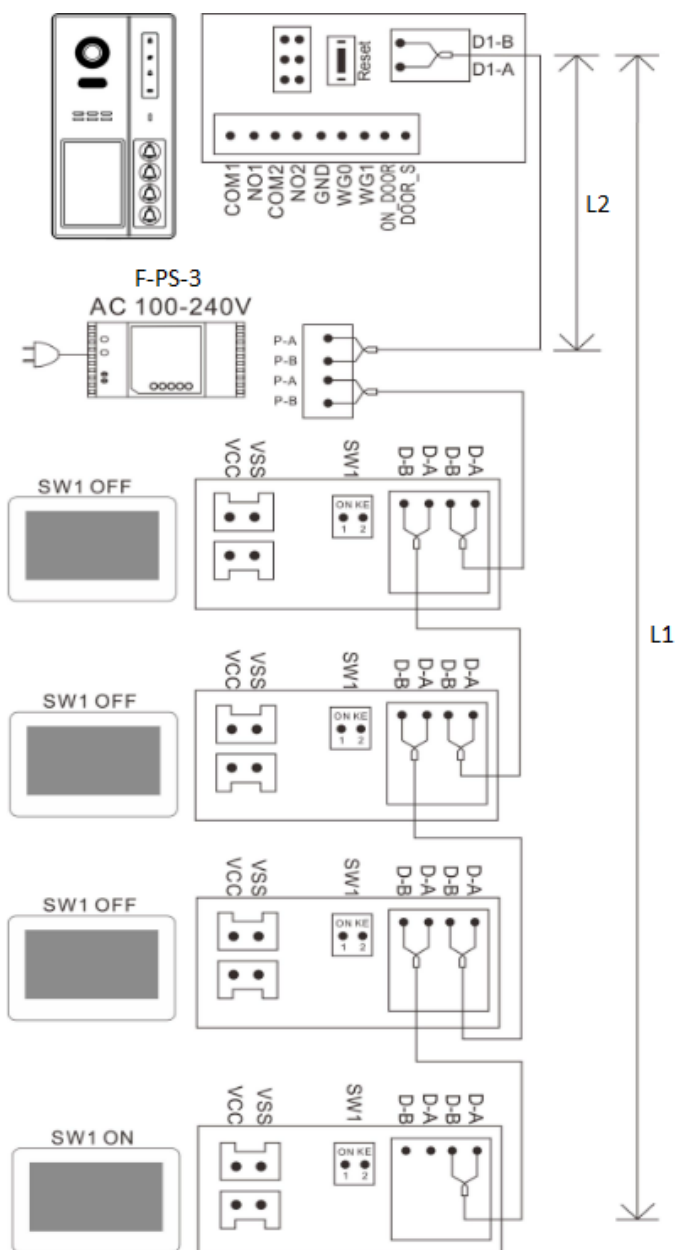 D1-B
D1-A
Reset
COM1
NO1
COM2
NO2
GND
WG0
WG1
ON_DOOR
DOOR_S
L2
F-PS-3
AC 100-240V
P-A
P-B
P-A
P-B
L1
SW1 OFF
VCC
VSS
SW1
ON KE
1 2
D-B
D-A
D-B
D-A
SW1 OFF
VCC
VSS
SW1
ON KE
1 2
D-B
D-A
D-B
D-A
SW1 OFF
VCC
VSS
SW1
ON KE
1 2
D-B
D-A
D-B
D-A
SW1 ON
VCC
VSS
SW1
ON KE
1 2
D-B
D-A
D-B
D-A